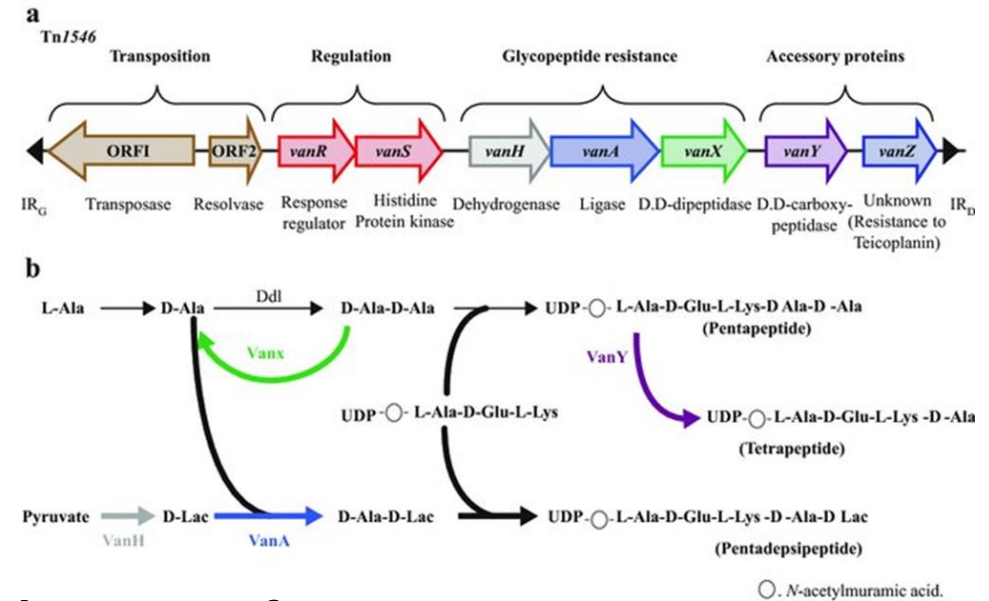 a
Tn1546
Transposition Regulation Glycopeptide resistance Accessory proteins
ORF1 ORF2 vanR vanS vanH vanA vanX vanY vanZ
IRG Transposase Resolvase Response regulator Histidine Protein kinase Dehydrogenase Ligase D.D-dipeptidase D.D-carboxy-peptidase Unknown (Resistance to Teicoplanin) IRD
b
L-Ala D-Ala Ddl D-Ala-D-Ala UDP- -L-Ala-D-Glu-L-Lys-D Ala-D -Ala
(Pentapeptide)
Vanx VanY
UDP- - L-Ala-D-Glu-L-Lys UDP- -L-Ala-D-Glu-L-Lys -D -Ala
(Tetrapeptide)
Pyruvate D-Lac D-Ala-D-Lac UDP- -L-Ala-D-Glu-L-Lys -D -Ala-D Lac
VanH VanA
(Pentadepsipeptide)
. N-acetylmuramic acid.